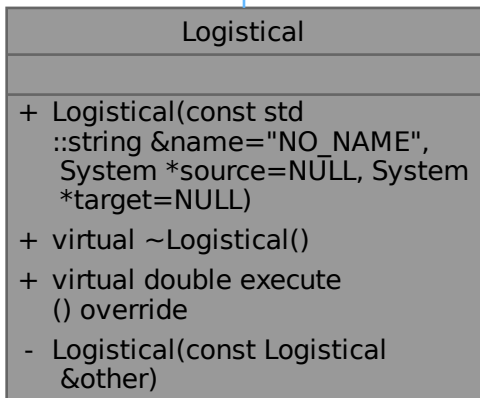 Logistical
+ Logistical(const std
::string &name="NO_NAME",
System *source=NULL, System
*target=NULL)
+ virtual ~Logistical()
+ virtual double execute
() override
- Logistical(const Logistical
&other)